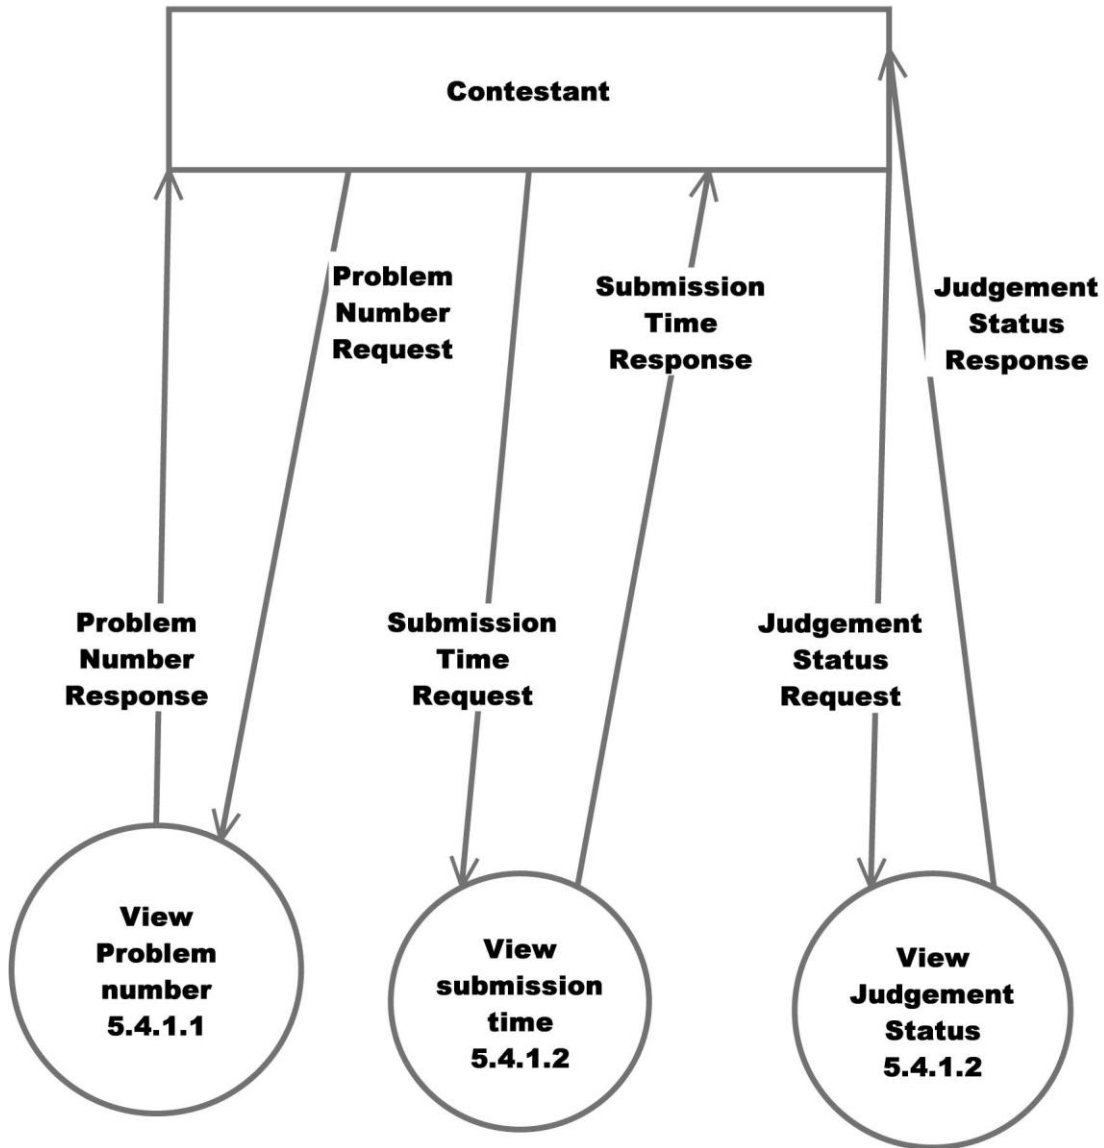 Contestant
Problem
Number
Request
Submission
Time
Response
Judgement
Status
Response
Problem
Number
Response
Submission
Time
Request
Judgement
Status
Request
View
Problem
number
5.4.1.1
View
submission
time
5.4.1.2
View
Judgement
Status
5.4.1.2